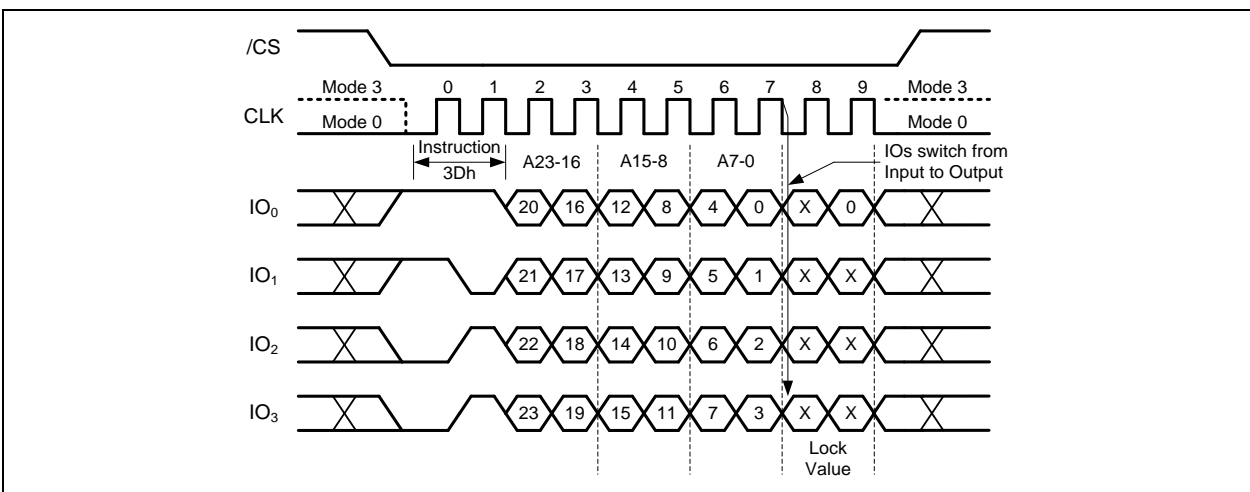 /CS
Mode 3 0 1 2 3 4 5 6 7 8 9 Mode 3
CLK Mode 0 Mode 0
Instruction
3Dh
A23-16 A15-8 A7-0
IOs switch from
Input to Output
IO0 20 16 12 8 4 0 X 0
IO1 21 17 13 9 5 1 X X
IO2 22 18 14 10 6 2 X X
IO3 23 19 15 11 7 3 X X
Lock
Value